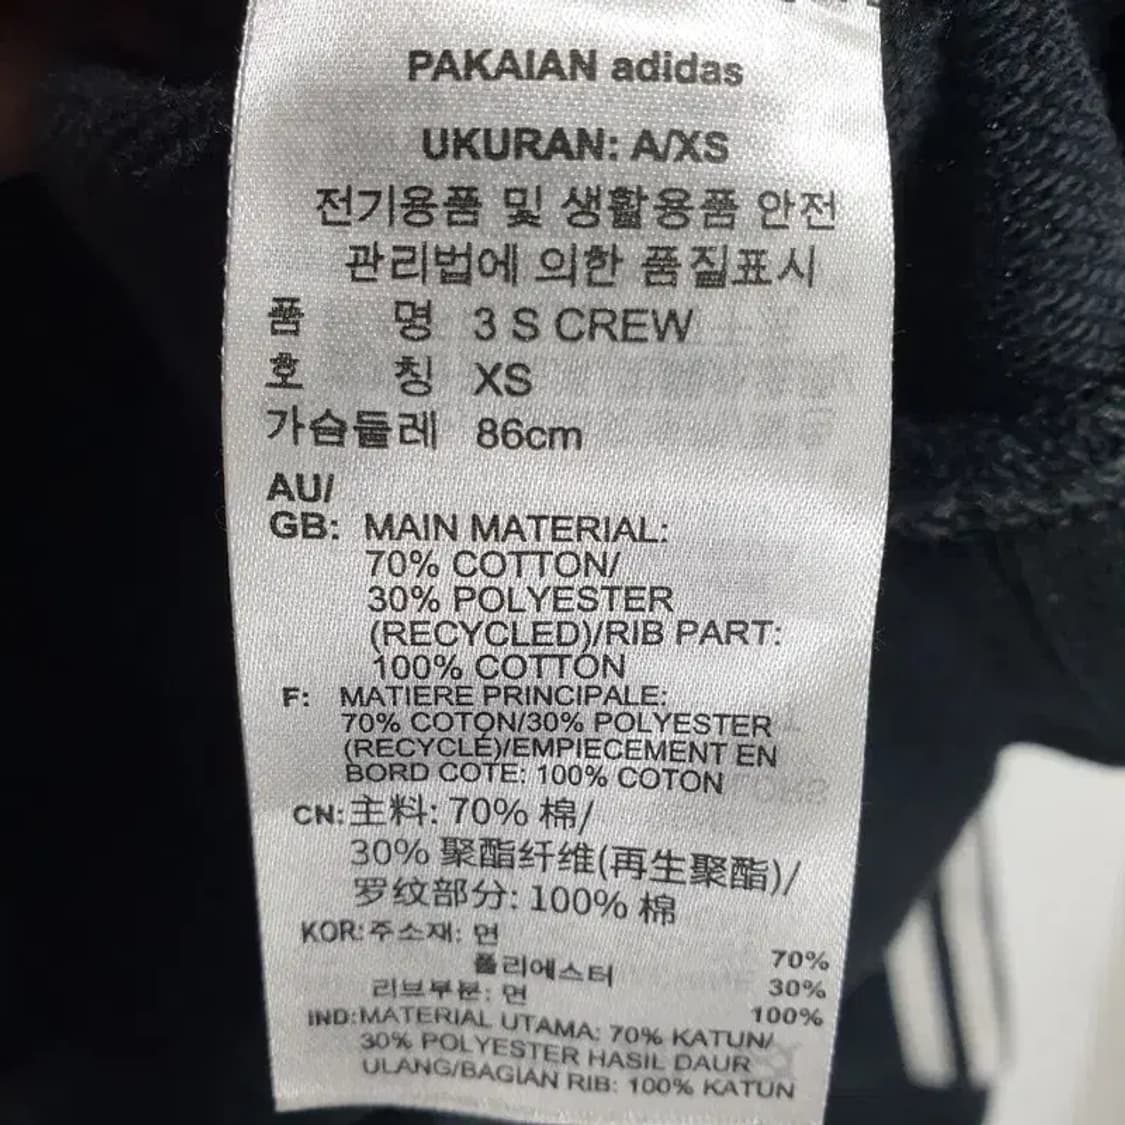 PAKAIAN adidas
UKURAN: A/XS
전기용품 및 생활용품 안전
관리법에 의한 품질표시
품 명 3 S CREW
호 칭 XS
가슴둘레 86cm
AU/
GB: MAIN MATERIAL:
70% COTTON/
30% POLYESTER
(RECYCLED)/RIB PART:
100% COTTON
F: MATIERE PRINCIPALE:
70% COTON/30% POLYESTER
(RECYCLÉ)/EMPIECEMENT EN
BORD COTE: 100% COTON
CN: 主料: 70% 棉/
30% 聚酯纤维(再生聚酯)/
罗纹部分: 100% 棉
KOR: 주소재: 면 70%
폴리에스터 30%
리브부분: 면 100%
IND: MATERIAL UTAMA: 70% KATUN/
30% POLYESTER HASIL DAUR
ULANG/BAGIAN RIB: 100% KATUN